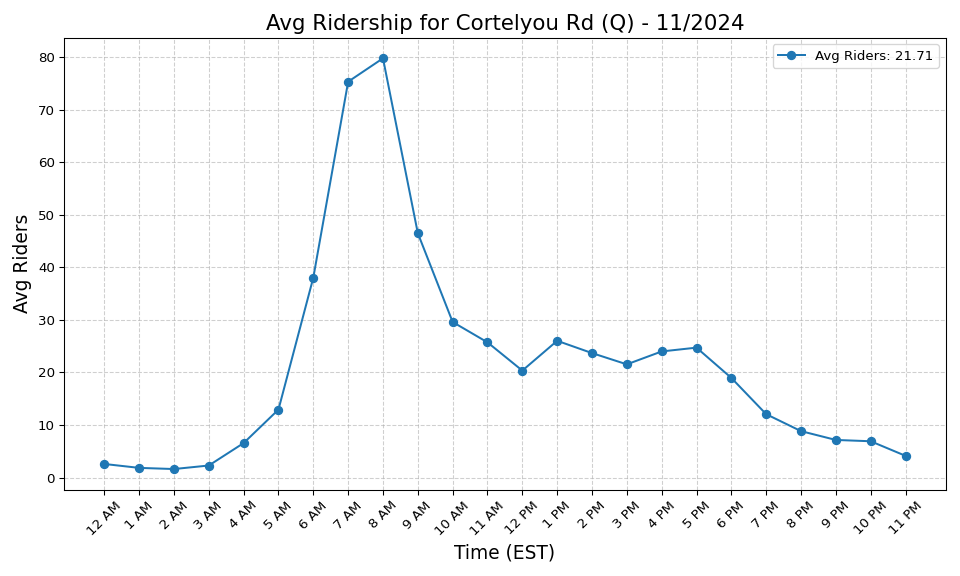 Avg Ridership for Cortelyou Rd (Q) - 11/2024
Avg Riders: 21.71
Avg Riders
80
70
60
50
40
30
20
10
0
12 AM
1 AM
2 AM
3 AM
4 AM
5 AM
6 AM
7 AM
8 AM
9 AM
10 AM
11 AM
12 PM
1 PM
2 PM
3 PM
4 PM
5 PM
6 PM
7 PM
8 PM
9 PM
10 PM
11 PM
Time (EST)